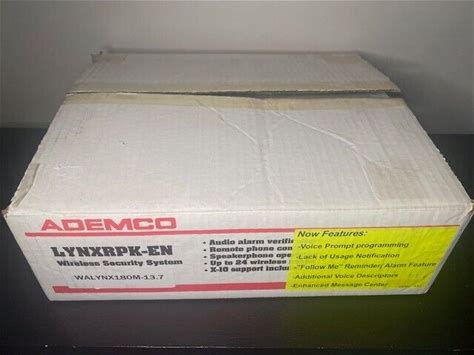 ADEMCO
LYNXRPK-EN
Wireless Security System
WALYNX180M-13.7
• Audio alarm verifi
• Remote phone con
• Speakerphone ope
• Up to 24 wireless
• X-10 support inclu
Now Features:
-Voice Prompt programming
-Lack of Usage Notification
-"Follow Me" Reminder/ Alarm Feature
-Additional Voice Descriptors
-Enhanced Message Center